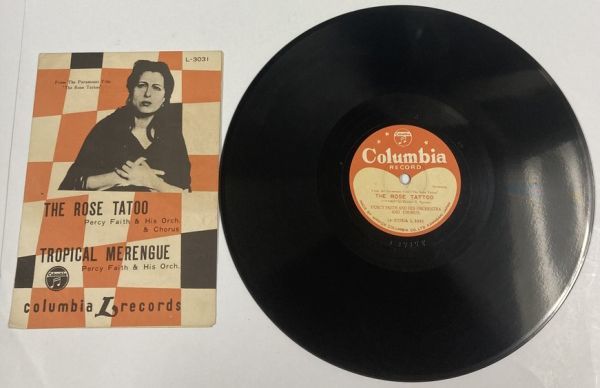 L-3031
From The Paramount Film
"The Rose Tattoo"
THE ROSE TATOO
Percy Faith & His Orch.
& Chorus
TROPICAL MERENGUE
Percy Faith & His Orch.
columbia L records
Columbia
RECORD
THE ROSE TATTOO
PERCY FAITH AND HIS ORCHESTRA
AND CHORUS